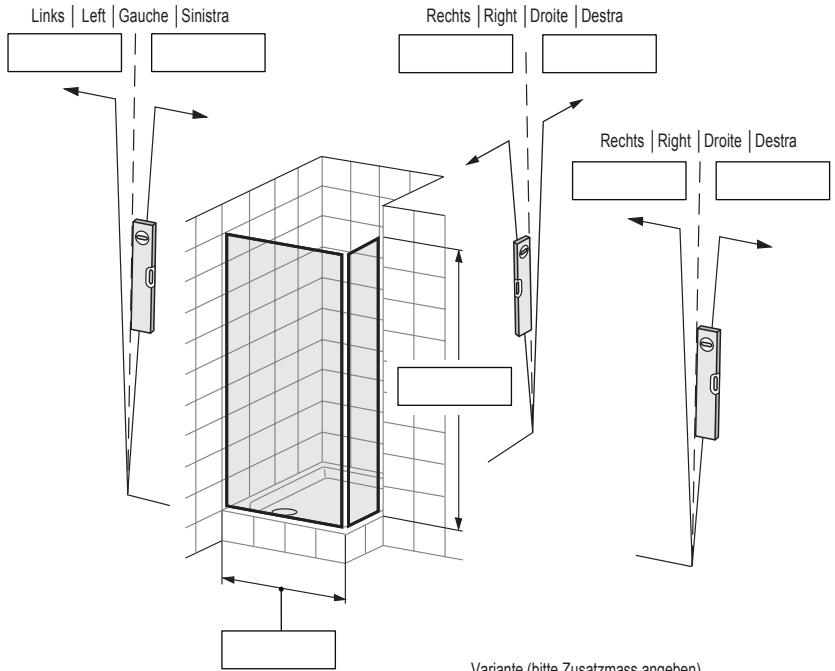 Links | Left | Gauche | Sinistra
Rechts | Right | Droite | Destra
Rechts | Right | Droite | Destra
Variante (bitte Zusatzmass angeben)